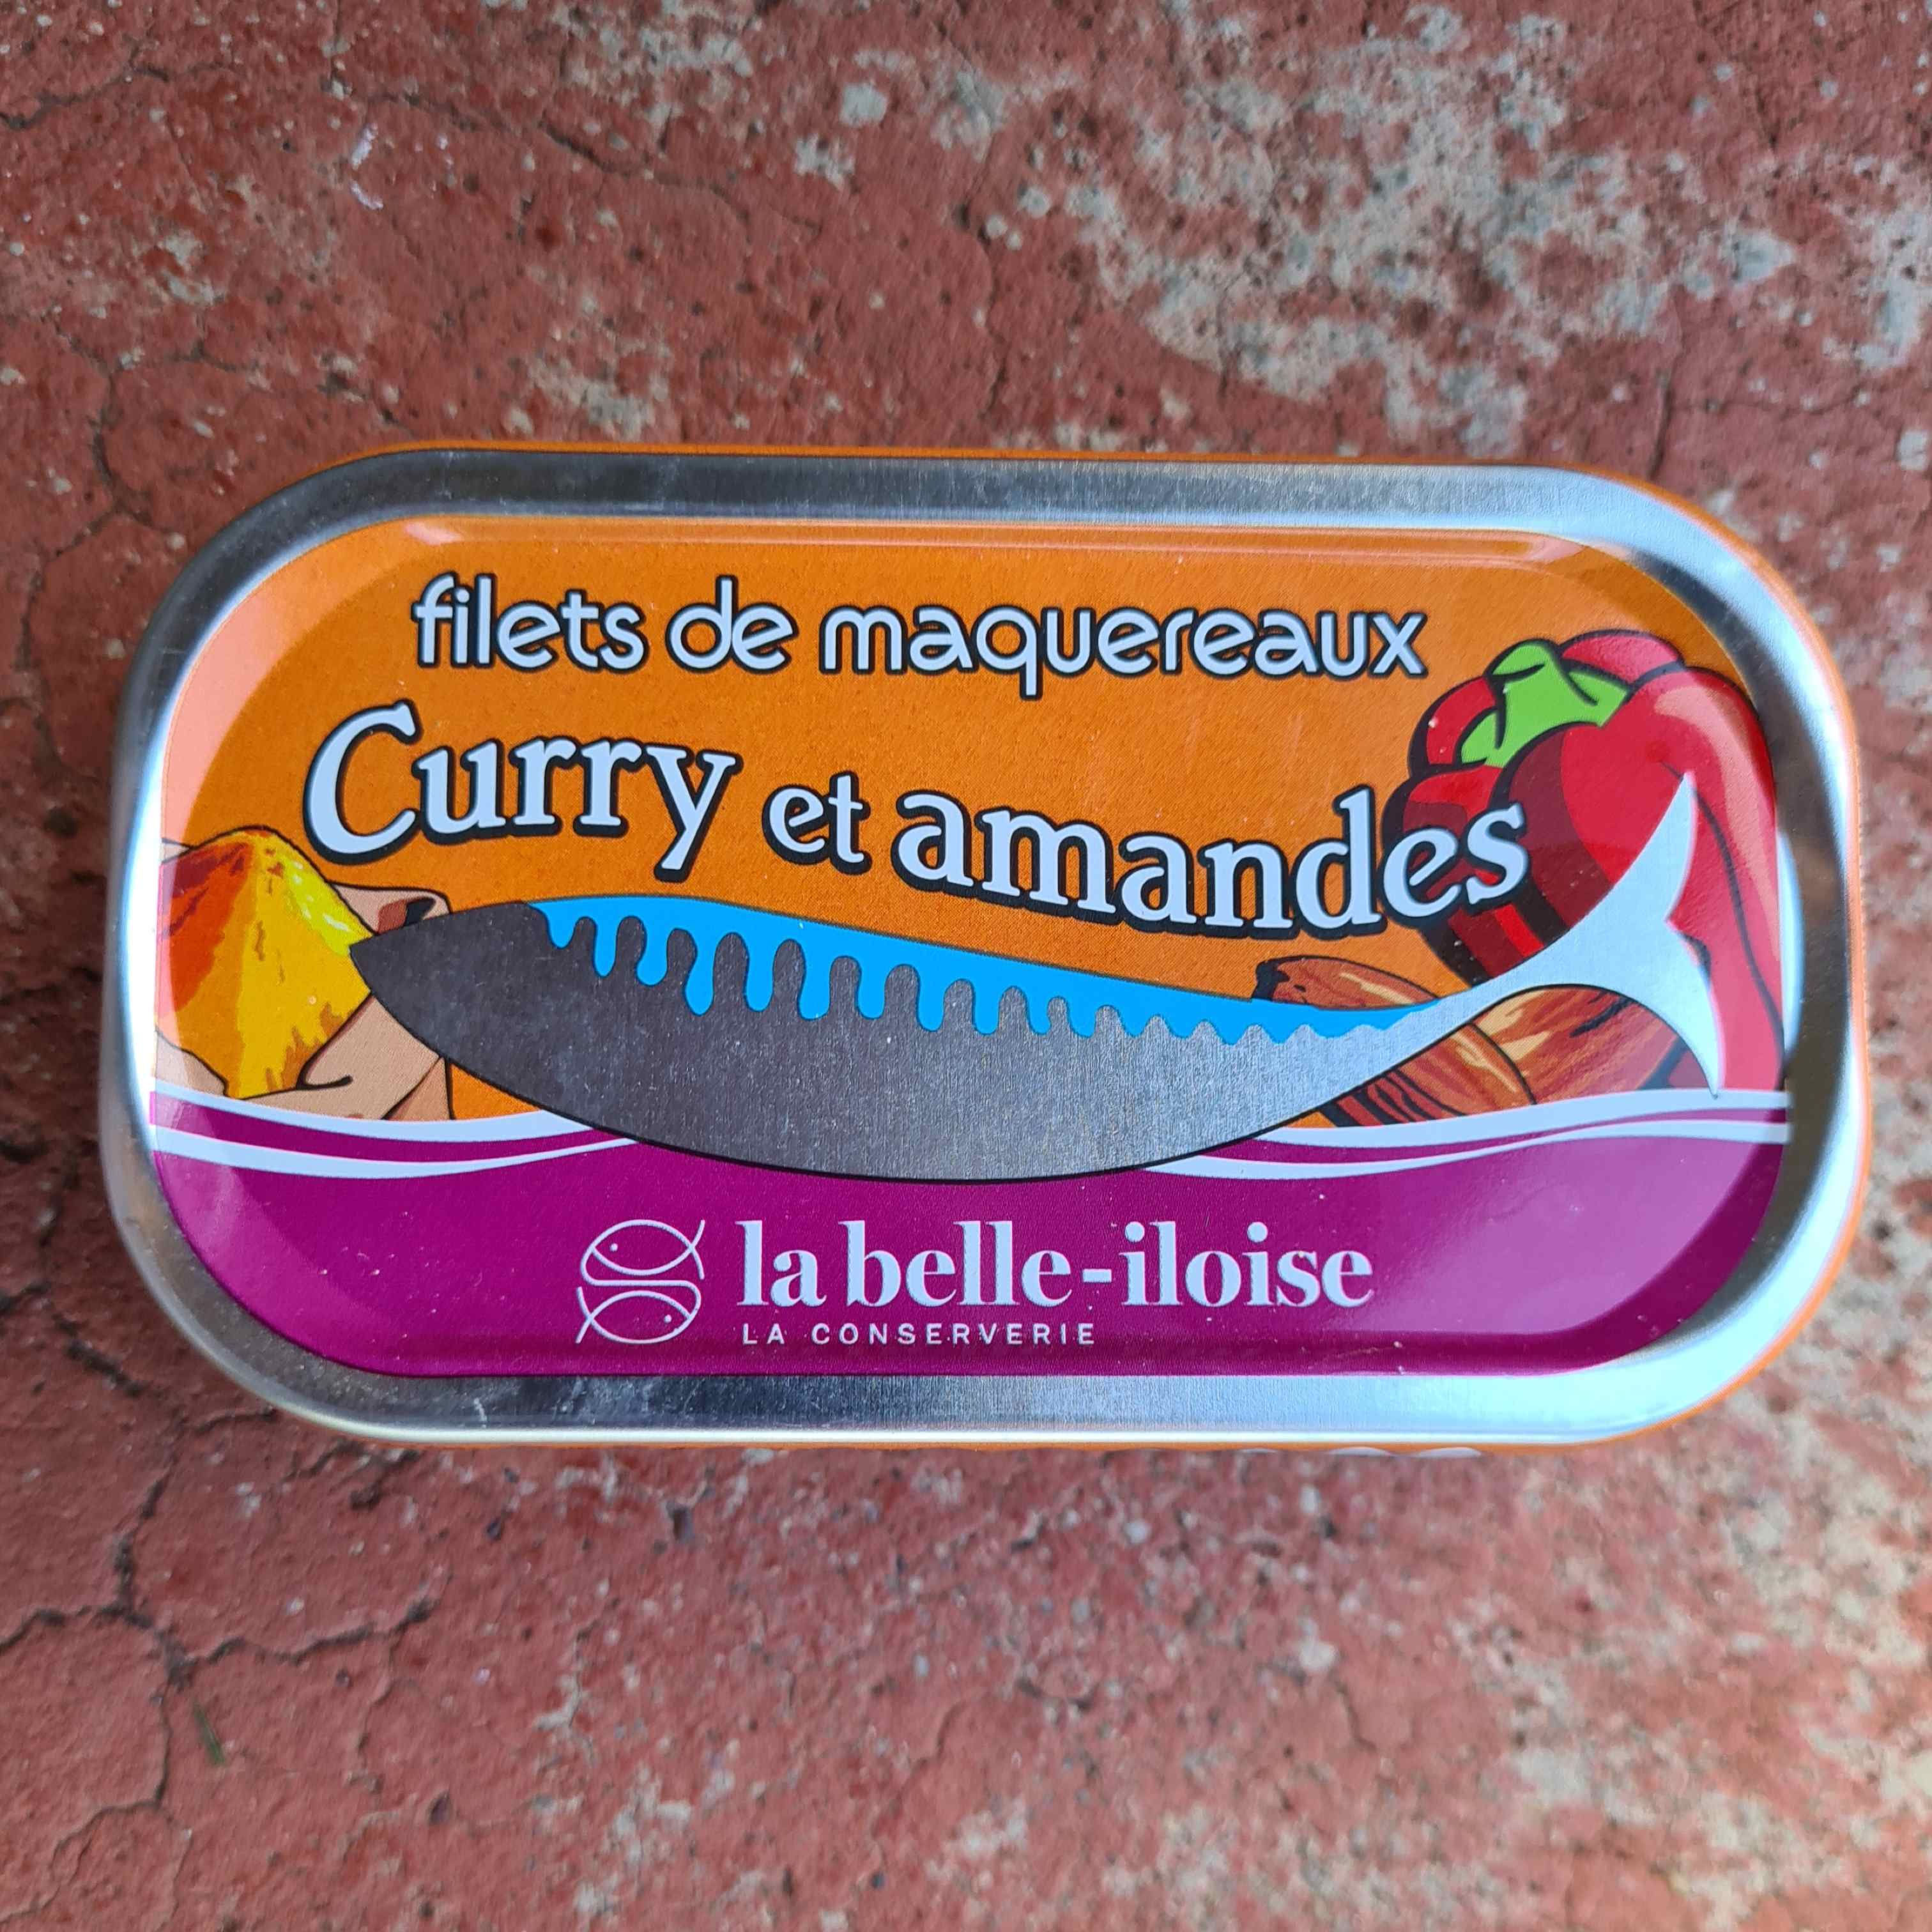 filets de maquereaux
Curry et amandes
la belle-iloise
LA CONSERVERIE